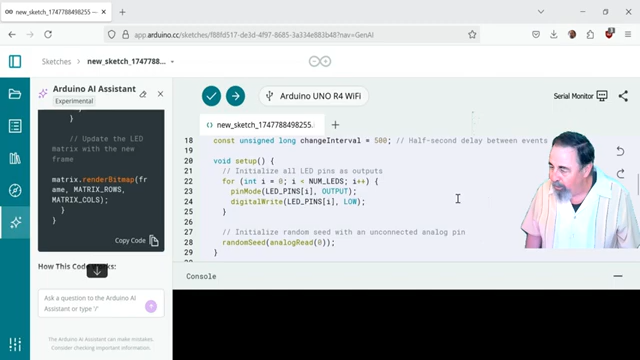 new_sketch_1747788498255 — A
app.arduino.cc/sketches/f88fd517-de3d-4f97-8685-3a334e883b48?nav=GenAI
Sketches
new_sketch_174778849...
Arduino AI Assistant
Experimental
}
}
// Update the LED
matrix with the new
frame
matrix.renderBitmap(fr
ame, MATRIX_ROWS,
MATRIX_COLS);
}
}
Copy Code
How This Code Works:
Ask a question to the Arduino AI
Assistant or type '/'
The Arduino AI Assistant can make mistakes.
Consider checking important information.
Arduino UNO R4 WiFi
Serial Monitor
new_sketch_1747788498255.i
18 const unsigned long changeInterval = 500; // Half-second delay between events
19
20 void setup() {
21 // Initialize all LED pins as outputs
22 for (int i = 0; i < NUM_LEDS; i++) {
23 pinMode(LED_PINS[i], OUTPUT);
24 digitalWrite(LED_PINS[i], LOW);
25 }
26
27 // Initialize random seed with an unconnected analog pin
28 randomSeed(analogRead(0));
29 }
Console